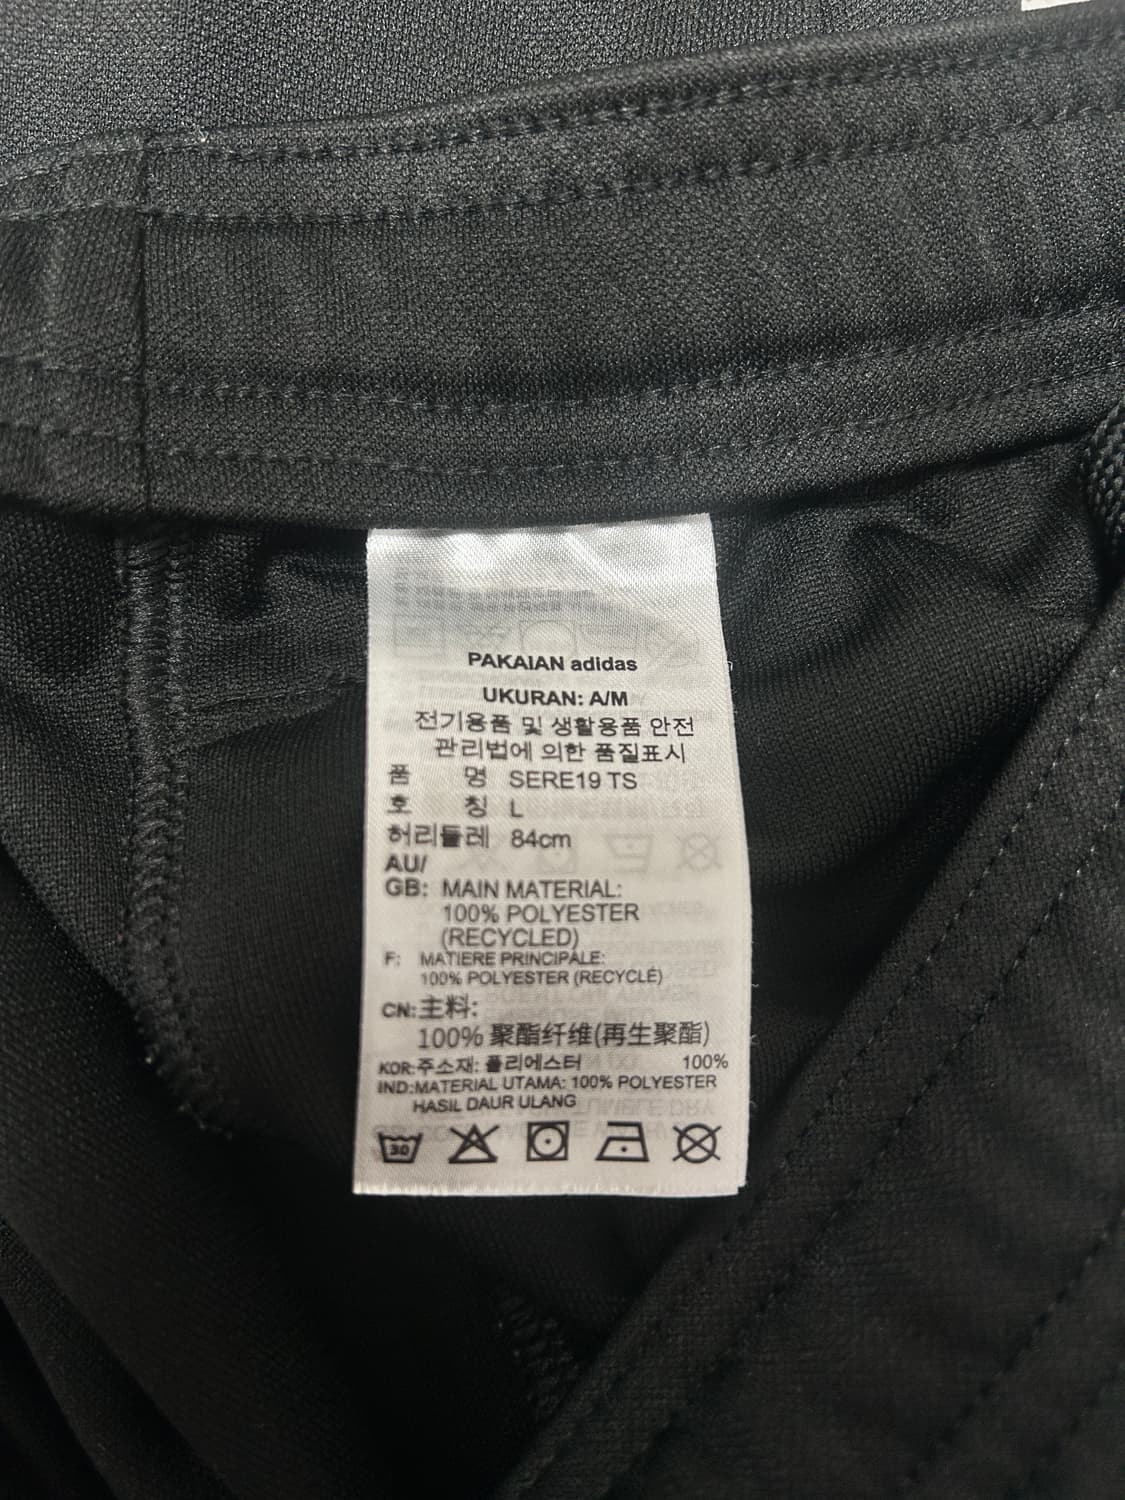 PAKAIAN adidas
UKURAN: A/M
전기용품 및 생활용품 안전
관리법에 의한 품질표시
품 명 SERE19 TS
호 칭 L
허리둘레 84cm
AU/
GB: MAIN MATERIAL:
100% POLYESTER
(RECYCLED)
F: MATIERE PRINCIPALE:
100% POLYESTER (RECYCLÉ)
CN:主料:
100% 聚酯纤维(再生聚酯)
KOR:주소재: 폴리에스터 100%
IND:MATERIAL UTAMA: 100% POLYESTER
HASIL DAUR ULANG
30